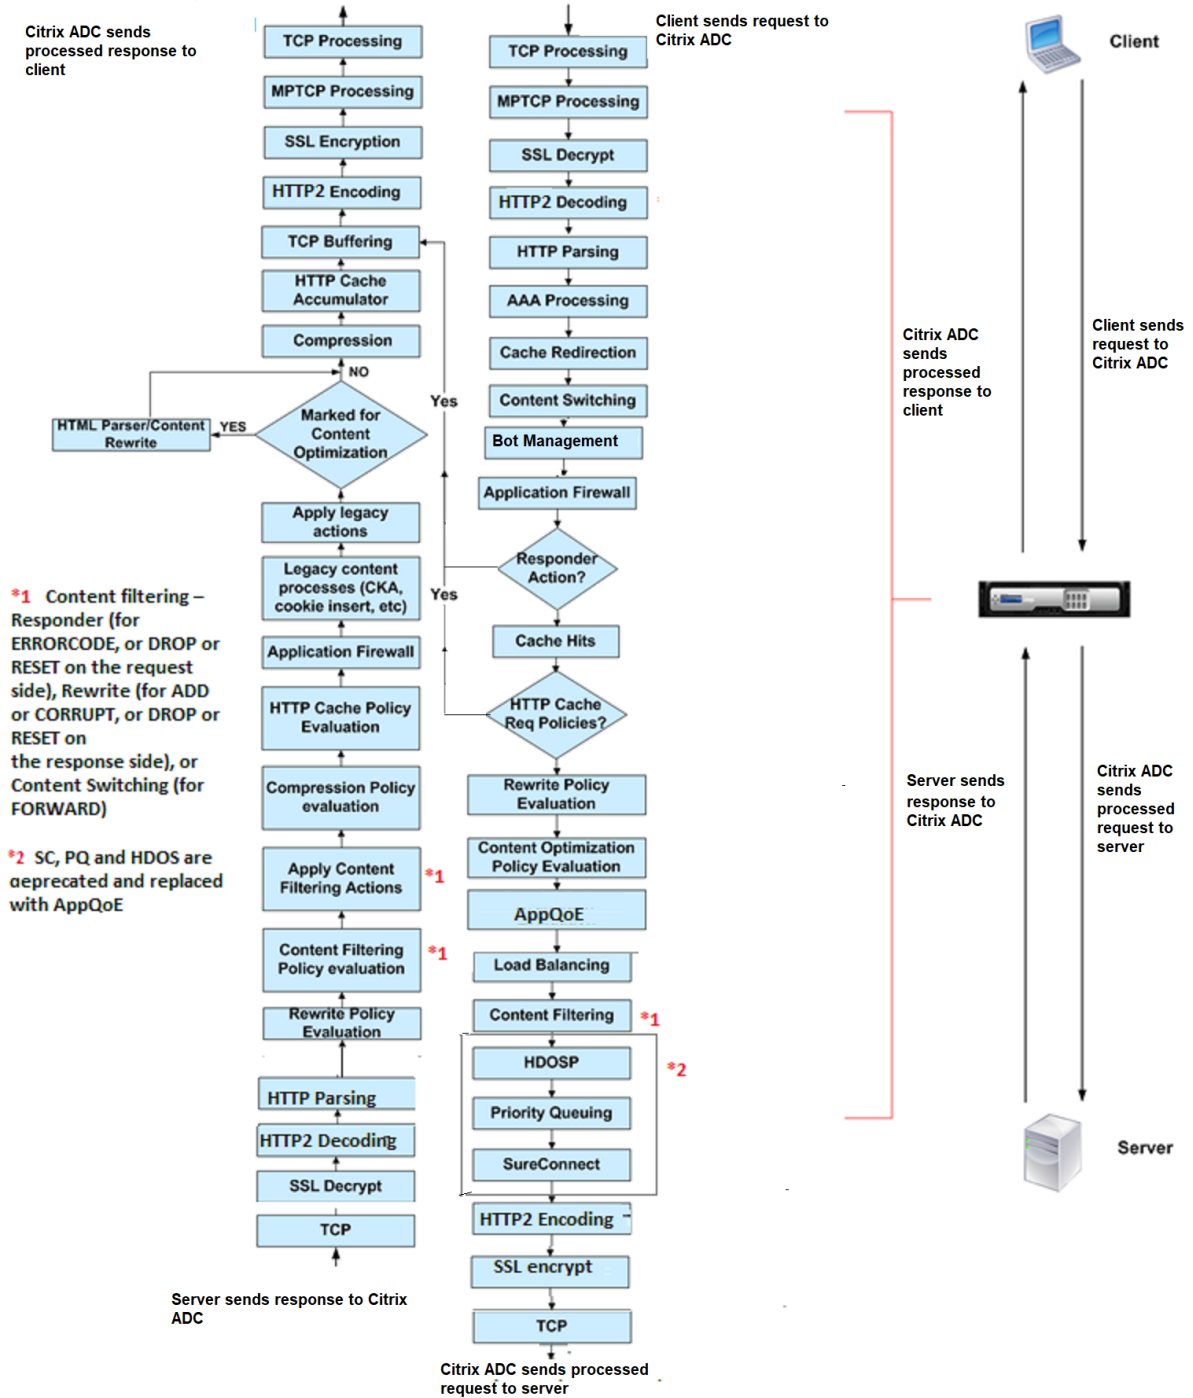 Citrix ADC sends
processed response to
client
TCP Processing
MPTCP Processing
SSL Encryption
HTTP2 Encoding
TCP Buffering
HTTP Cache
Accumulator
Compression
NO
Marked for
Content
Optimization
YES
HTML Parser/Content
Rewrite
Apply legacy
actions
Legacy content
processes (CKA,
cookie insert, etc)
Application Firewall
HTTP Cache Policy
Evaluation
Compression Policy
evaluation
Apply Content
Filtering Actions
*1
Content Filtering
Policy evaluation
*1
Rewrite Policy
Evaluation
HTTP Parsing
HTTP2 Decoding
SSL Decrypt
TCP
Server sends response to Citrix
ADC
*1 Content filtering –
Responder (for
ERRORCODE, or DROP or
RESET on the request
side), Rewrite (for ADD
or CORRUPT, or DROP or
RESET on
the response side), or
Content Switching (for
FORWARD)
*2 SC, PQ and HDOS are
deprecated and replaced
with AppQoE
Client sends request to
Citrix ADC
TCP Processing
MPTCP Processing
SSL Decrypt
HTTP2 Decoding
HTTP Parsing
AAA Processing
Cache Redirection
Content Switching
Bot Management
Application Firewall
Responder
Action?
Yes
Cache Hits
HTTP Cache
Req Policies?
Yes
Rewrite Policy
Evaluation
Content Optimization
Policy Evaluation
AppQoE
Load Balancing
Content Filtering
*1
HDOSP
*2
Priority Queuing
SureConnect
HTTP2 Encoding
SSL encrypt
TCP
Citrix ADC sends processed
request to server
Client
Citrix ADC
sends
processed
response to
client
Client sends
request to
Citrix ADC
Server sends
response to
Citrix ADC
Citrix ADC
sends
processed
request to
server
Server